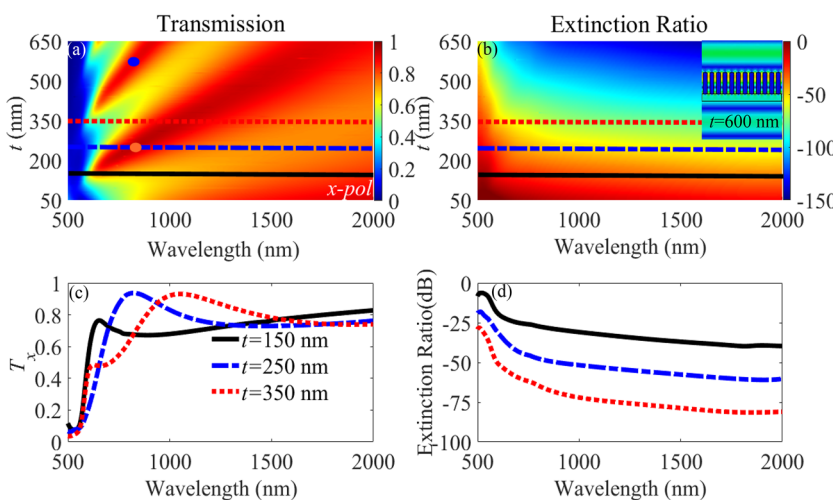 Transmission
Extinction Ratio
(a)
650
500
350
200
50
t (nm)
500
1000
1500
2000
Wavelength (nm)
x-pol
1
0.8
0.6
0.4
0.2
0
(b)
650
500
350
200
50
t (nm)
500
1000
1500
2000
Wavelength (nm)
t=600 nm
0
-50
-100
-150
(c)
1
0.8
0.6
0.4
0.2
0
Tx
500
1000
1500
2000
Wavelength (nm)
t=150 nm
t=250 nm
t=350 nm
(d)
0
-25
-50
-75
-100
Extinction Ratio(dB)
500
1000
1500
2000
Wavelength (nm)